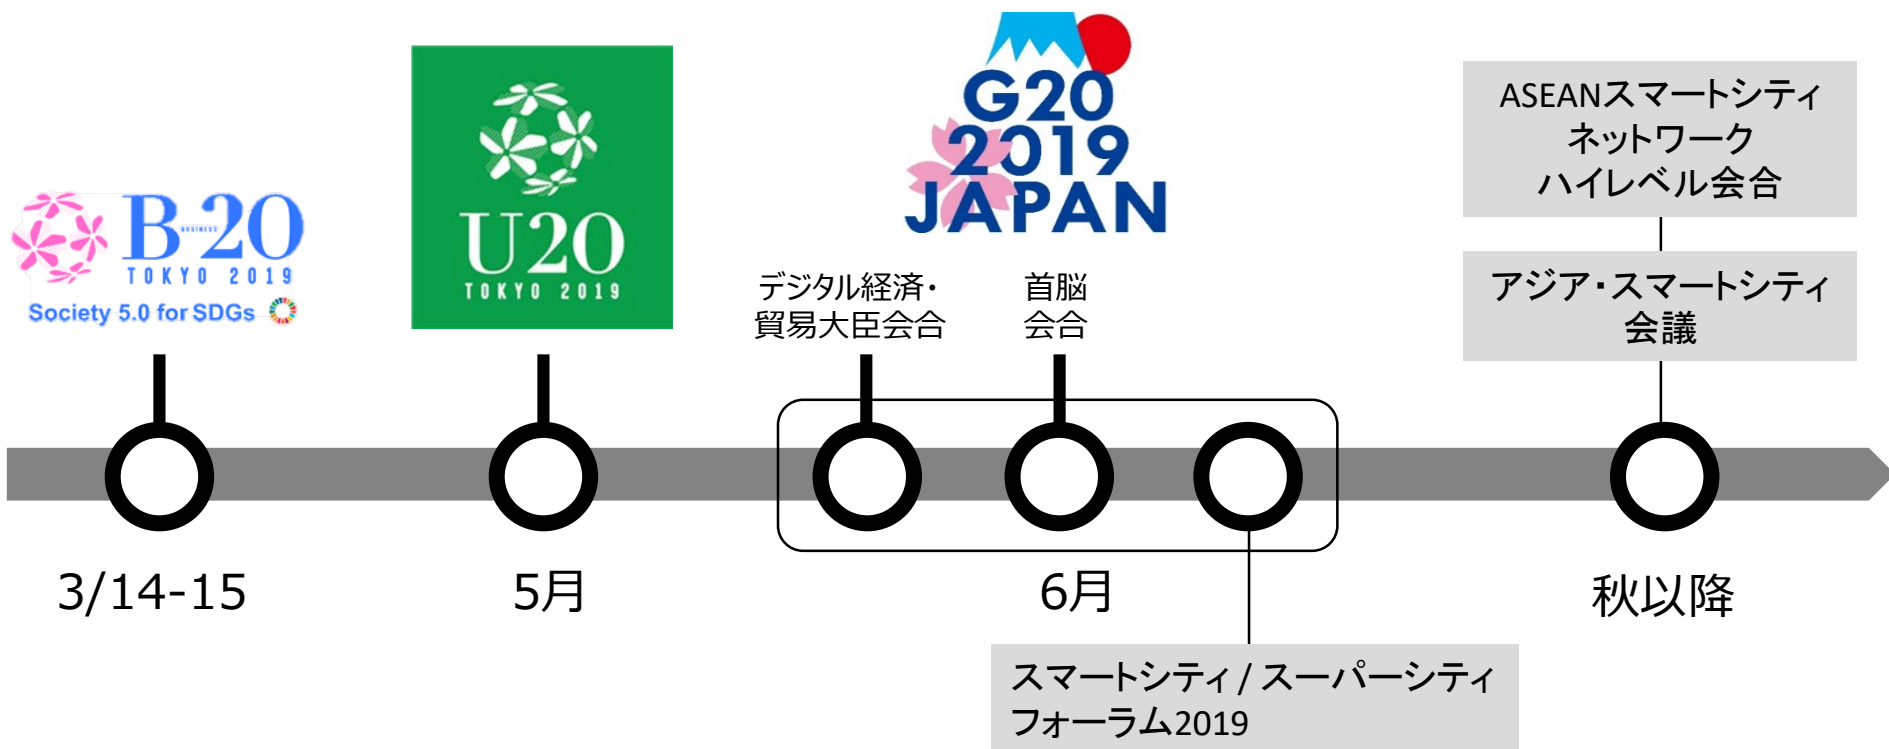 B-20
BUSINESS
TOKYO 2019
Society 5.0 for SDGs
U20
TOKYO 2019
G20
2019
JAPAN
デジタル経済・
貿易大臣会合
首脳
会合
ASEANスマートシティ
ネットワーク
ハイレベル会合
アジア・スマートシティ
会議
3/14-15
5月
6月
秋以降
スマートシティ / スーパーシティ
フォーラム2019